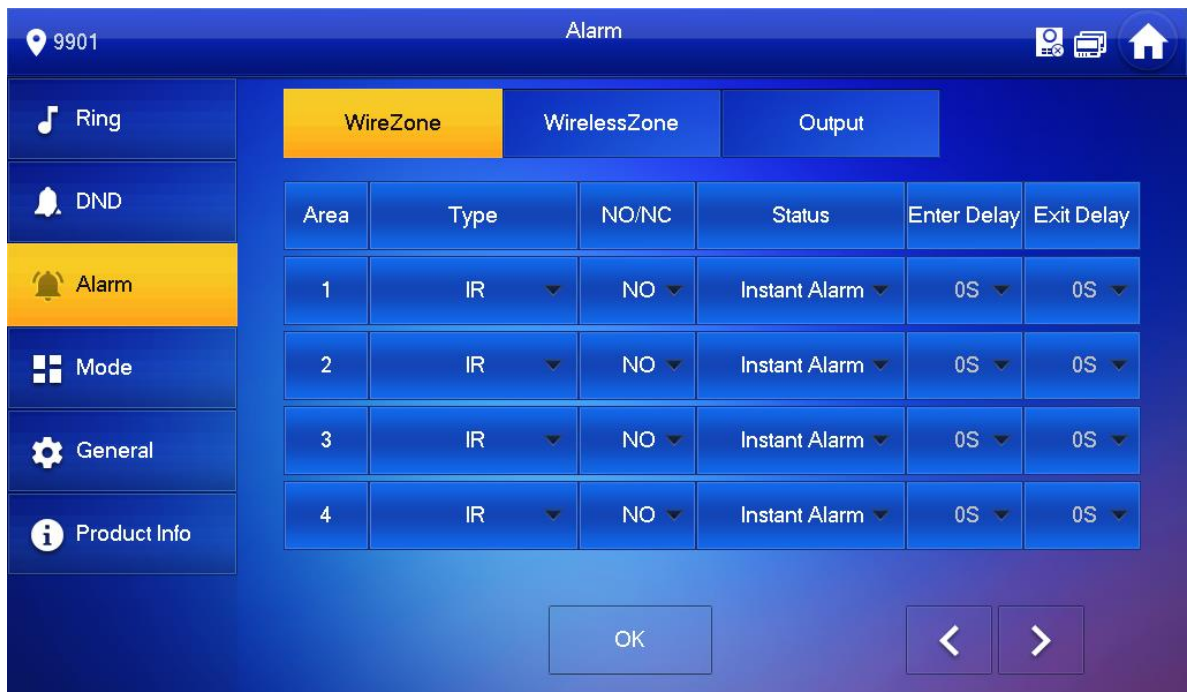 9901 Alarm
Ring
DND
Alarm
Mode
General
Product Info
WireZone WirelessZone Output
Area Type NO/NC Status Enter Delay Exit Delay
1 IR NO Instant Alarm 0S 0S
2 IR NO Instant Alarm 0S 0S
3 IR NO Instant Alarm 0S 0S
4 IR NO Instant Alarm 0S 0S
OK